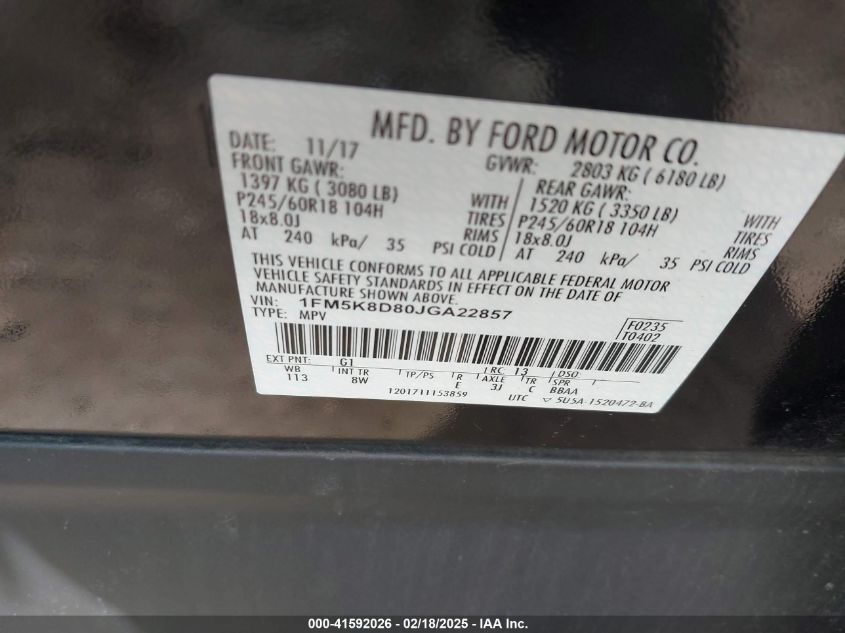 MFD. BY FORD MOTOR CO.
DATE: 11/17 GVWR: 2803 KG ( 6180 LB)
FRONT GAWR: REAR GAWR:
1397 KG ( 3080 LB) WITH 1520 KG ( 3350 LB) WITH
P245/60R18 104H TIRES P245/60R18 104H TIRES
18x8.0J RIMS 18x8.0J RIMS
AT 240 kPa/ 35 PSI COLD AT 240 kPa/ 35 PSI COLD
THIS VEHICLE CONFORMS TO ALL APPLICABLE FEDERAL MOTOR
VEHICLE SAFETY STANDARDS IN EFFECT ON THE DATE OF
MANUFACTURE SHOWN ABOVE.
VIN: 1FM5K8D80JGA22857
TYPE: MPV F0235
T0402
EXT PNT: G1 RC: 13 DSO:
WB INT TR TP/PS R AXLE TR SPR
113 8W E 3J C BBAA
1201711153859 UTC ▽ 5U5A-1520472-BA
000-41592026 - 02/18/2025 - IAA Inc.